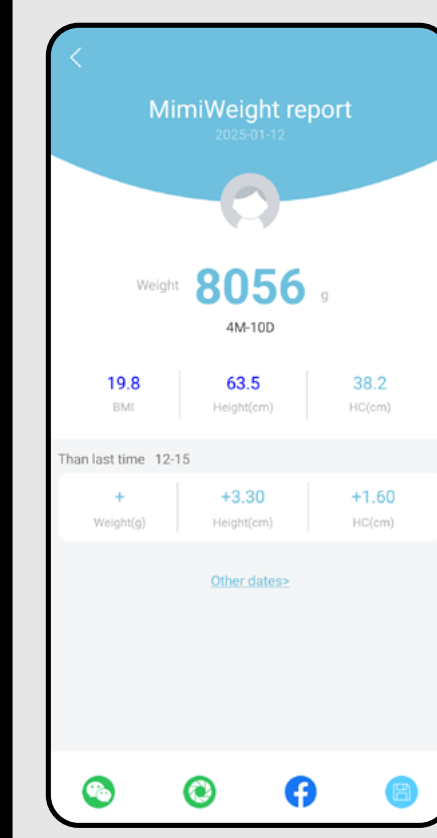 MimiWeight report
2025-01-12
Weight 8056 g
4M-10D
19.8 63.5 38.2
BMI Height(cm) HC(cm)
Than last time 12-15
+ +3.30 +1.60
Weight(g) Height(cm) HC(cm)
Other dates>